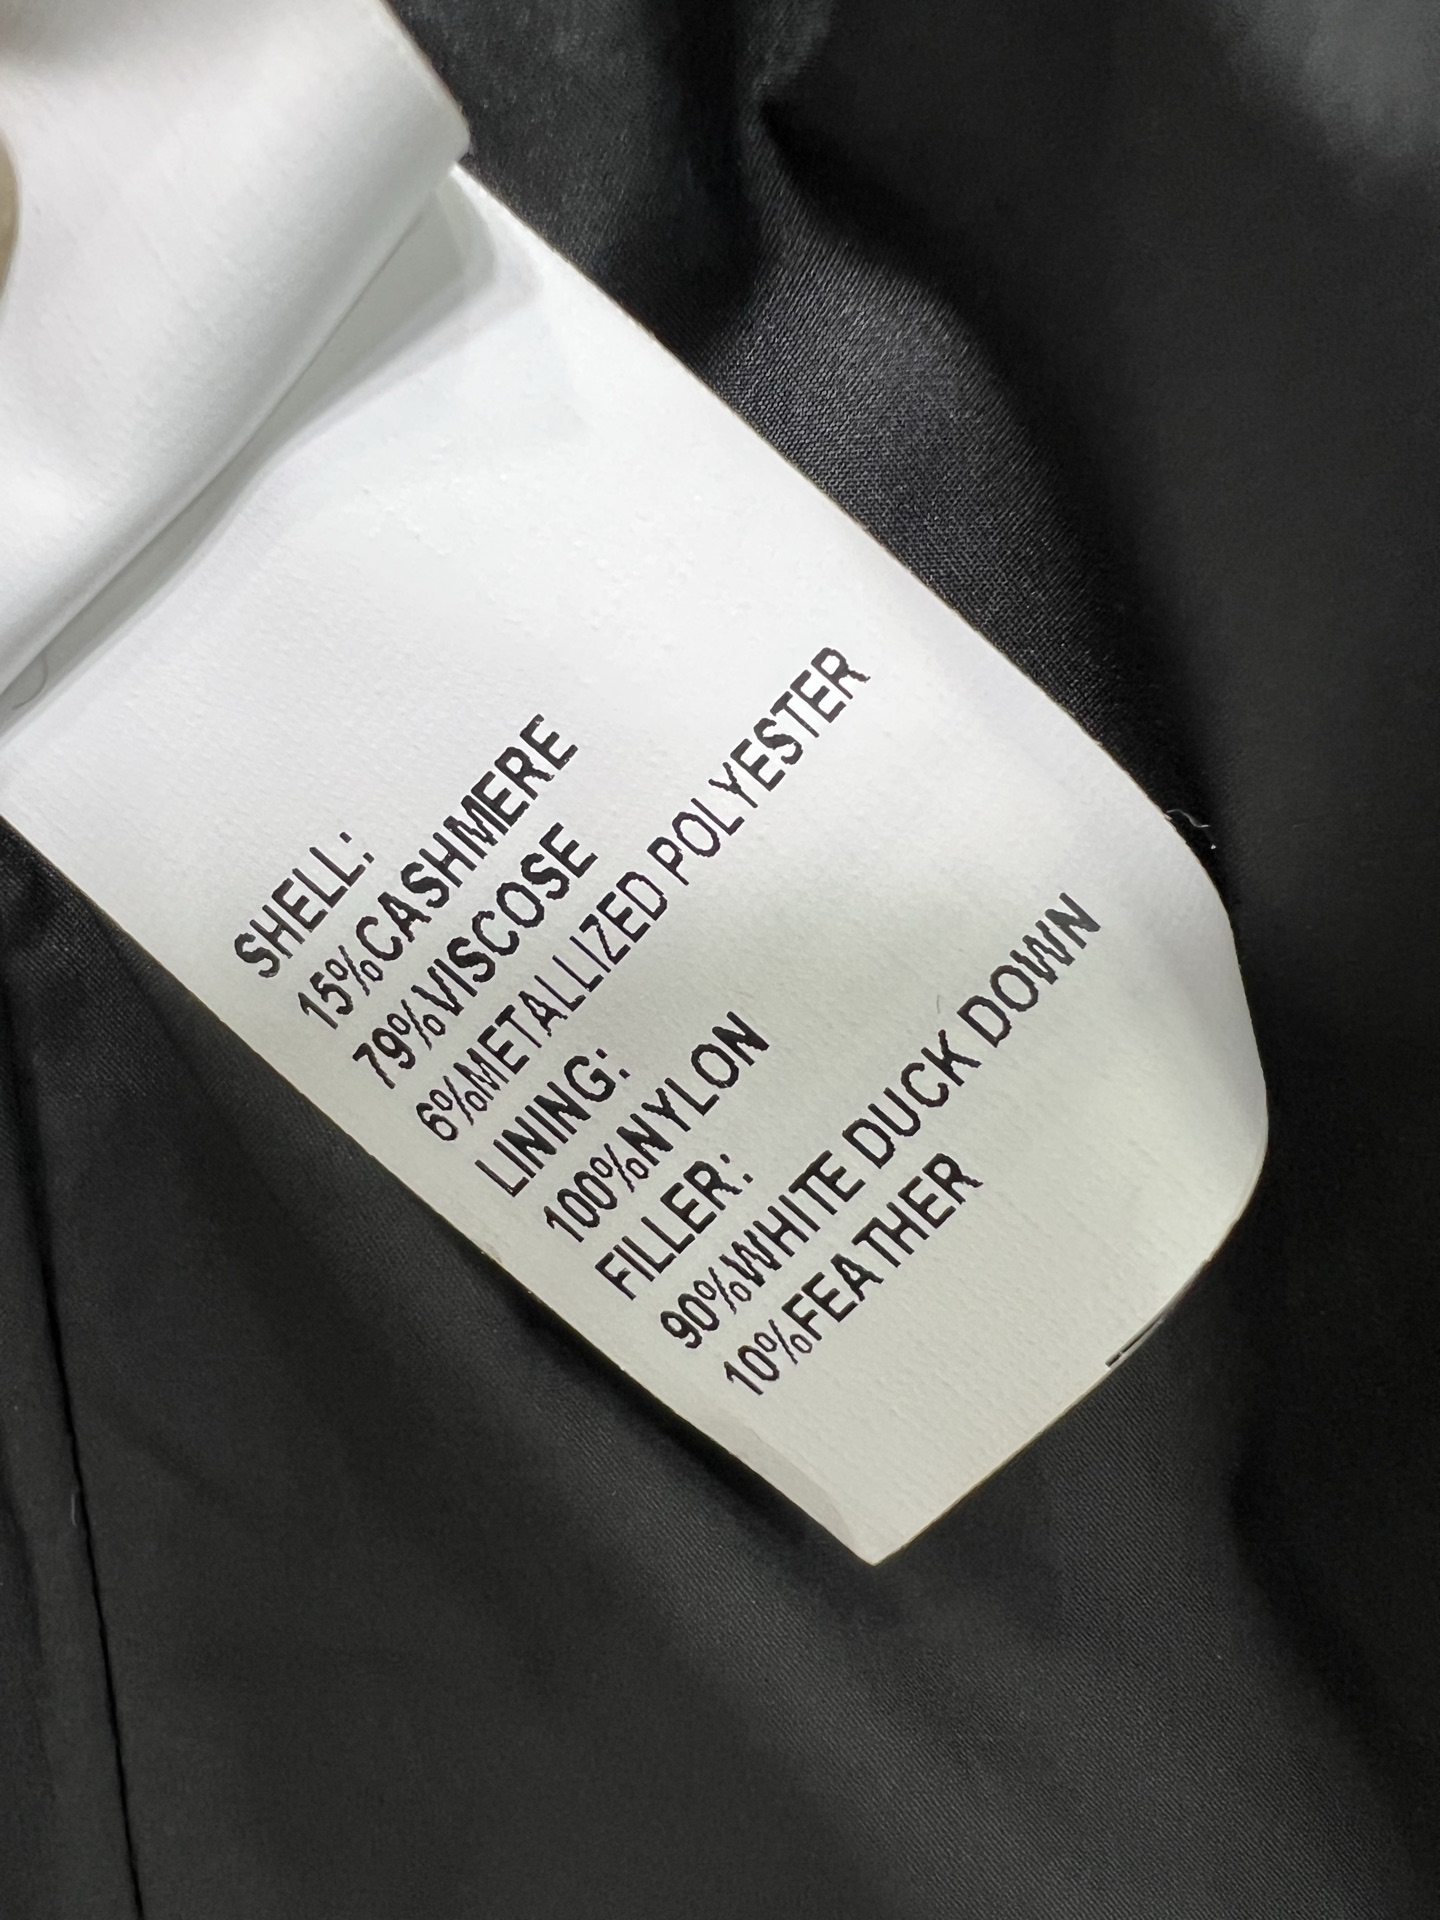 SHELL:
15%CASHMERE
79%VISCOSE
6%METALLIZED POLYESTER
LINING:
100%NYLON
FILLER:
90%WHITE DUCK DOWN
10%FEATHER